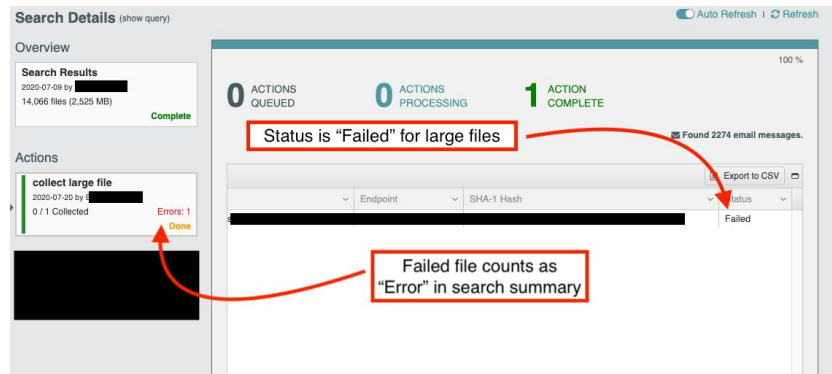 Search Details (show query)
Auto Refresh | Refresh
Overview
Search Results
2020-07-09 by
14,066 files (2,525 MB)
Complete
100 %
0 ACTIONS QUEUED
0 ACTIONS PROCESSING
1 ACTION COMPLETE
Status is “Failed” for large files
Found 2274 email messages.
Actions
collect large file
2020-07-20 by
0 / 1 Collected
Errors: 1
Done
Export to CSV
Endpoint
SHA-1 Hash
Status
Failed
Failed file counts as
“Error” in search summary